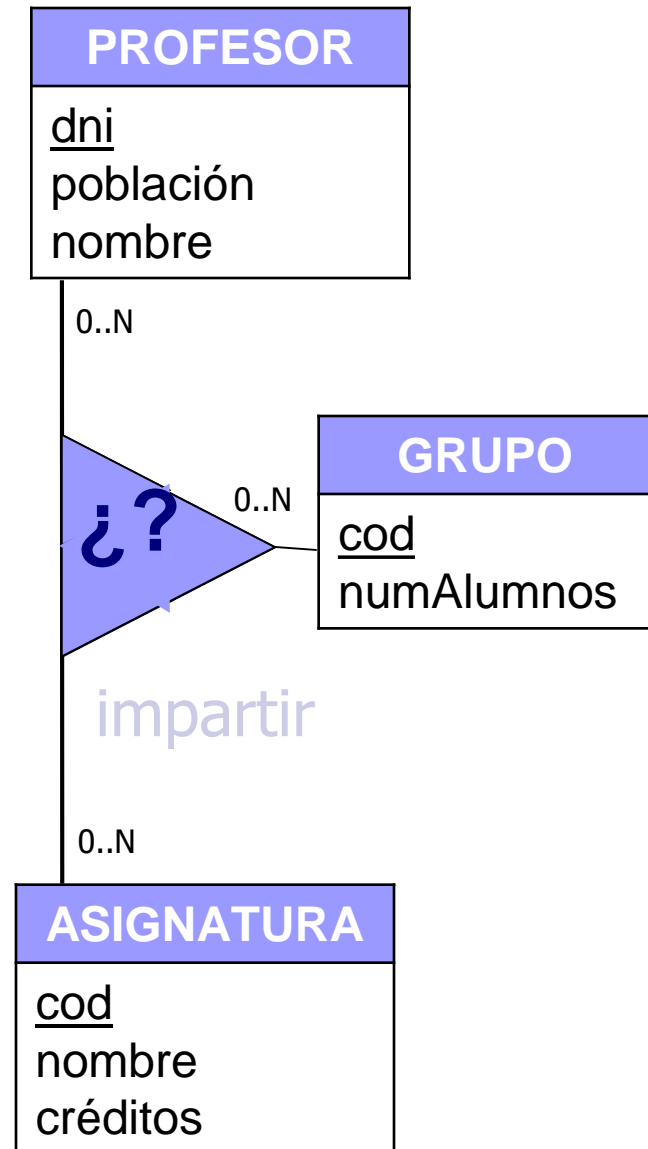 PROFESOR
dni
población
nombre
0..N
¿?
0..N
GRUPO
cod
numAlumnos
impartir
0..N
ASIGNATURA
cod
nombre
créditos